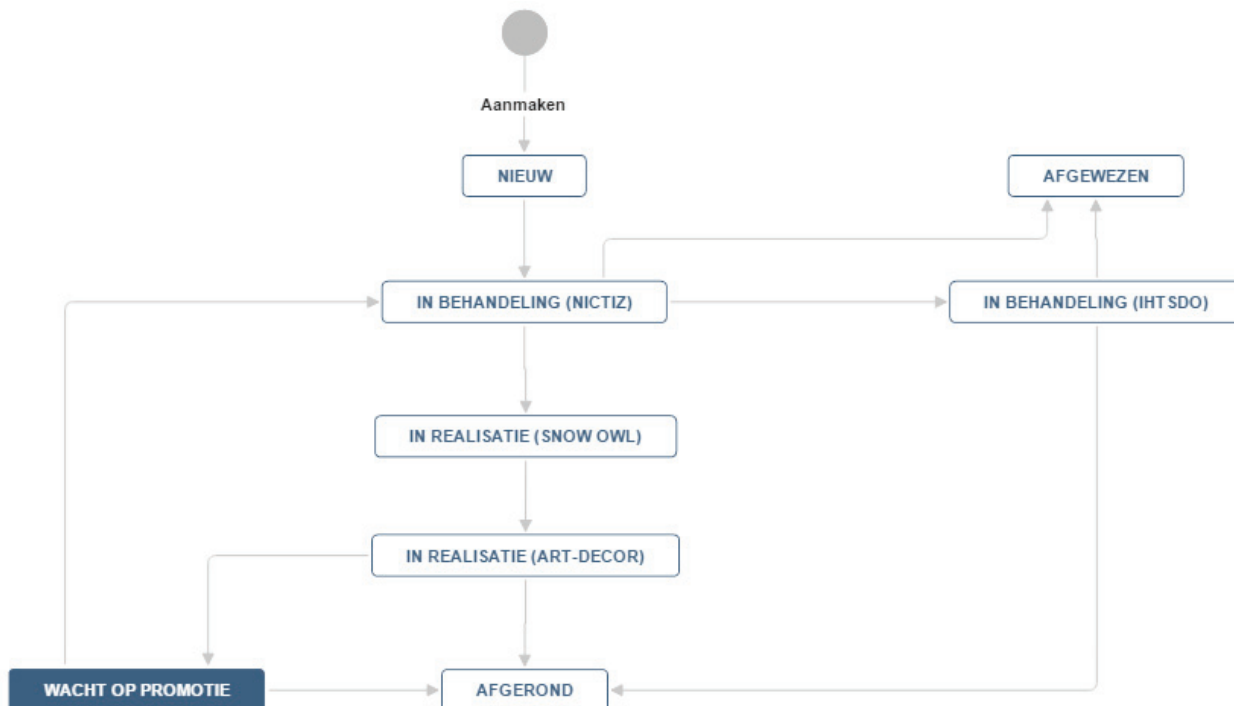 Aanmaken
NIEUW
AFGEWEZEN
IN BEHANDELING (NICTIZ)
IN BEHANDELING (IHTSDO)
IN REALISATIE (SNOW OWL)
IN REALISATIE (ART-DECOR)
WACHT OP PROMOTIE
AFGEROND